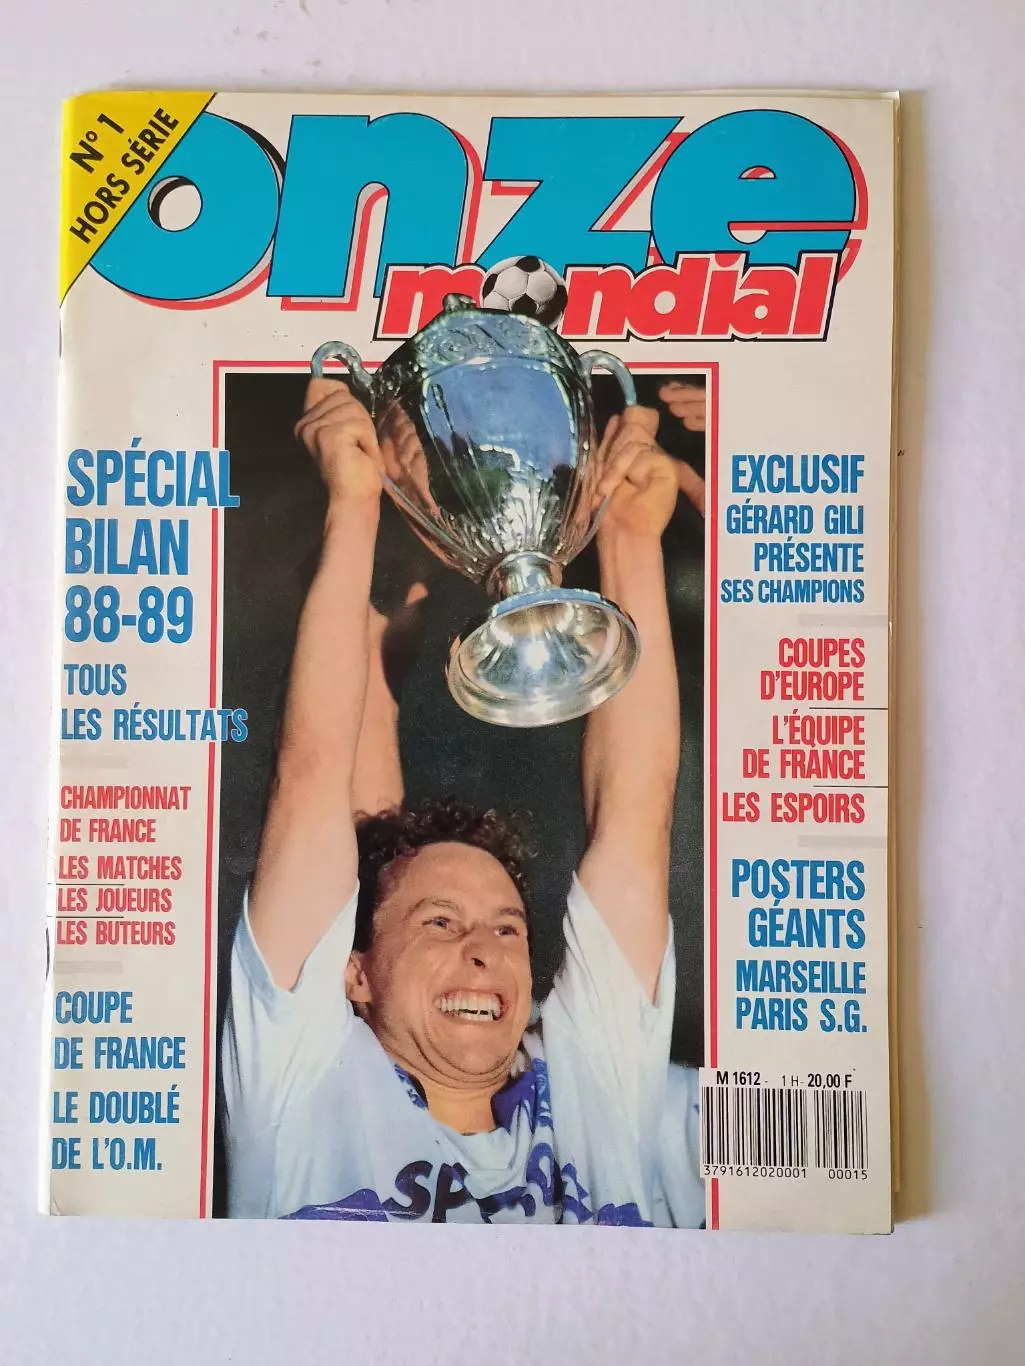 N° 1
HORS SÉRIE
onze
mondial
SPÉCIAL
BILAN
88-89
TOUS
LES RÉSULTATS
CHAMPIONNAT
DE FRANCE
LES MATCHES
LES JOUEURS
LES BUTEURS
COUPE
DE FRANCE
LE DOUBLÉ
DE L'O.M.
EXCLUSIF
GÉRARD GILI
PRÉSENTE
SES CHAMPIONS
COUPES
D'EUROPE
L'ÉQUIPE
DE FRANCE
LES ESPOIRS
POSTERS
GÉANTS
MARSEILLE
PARIS S.G.
M 1612 - 1 H - 20,00 F
3791612020001 00015